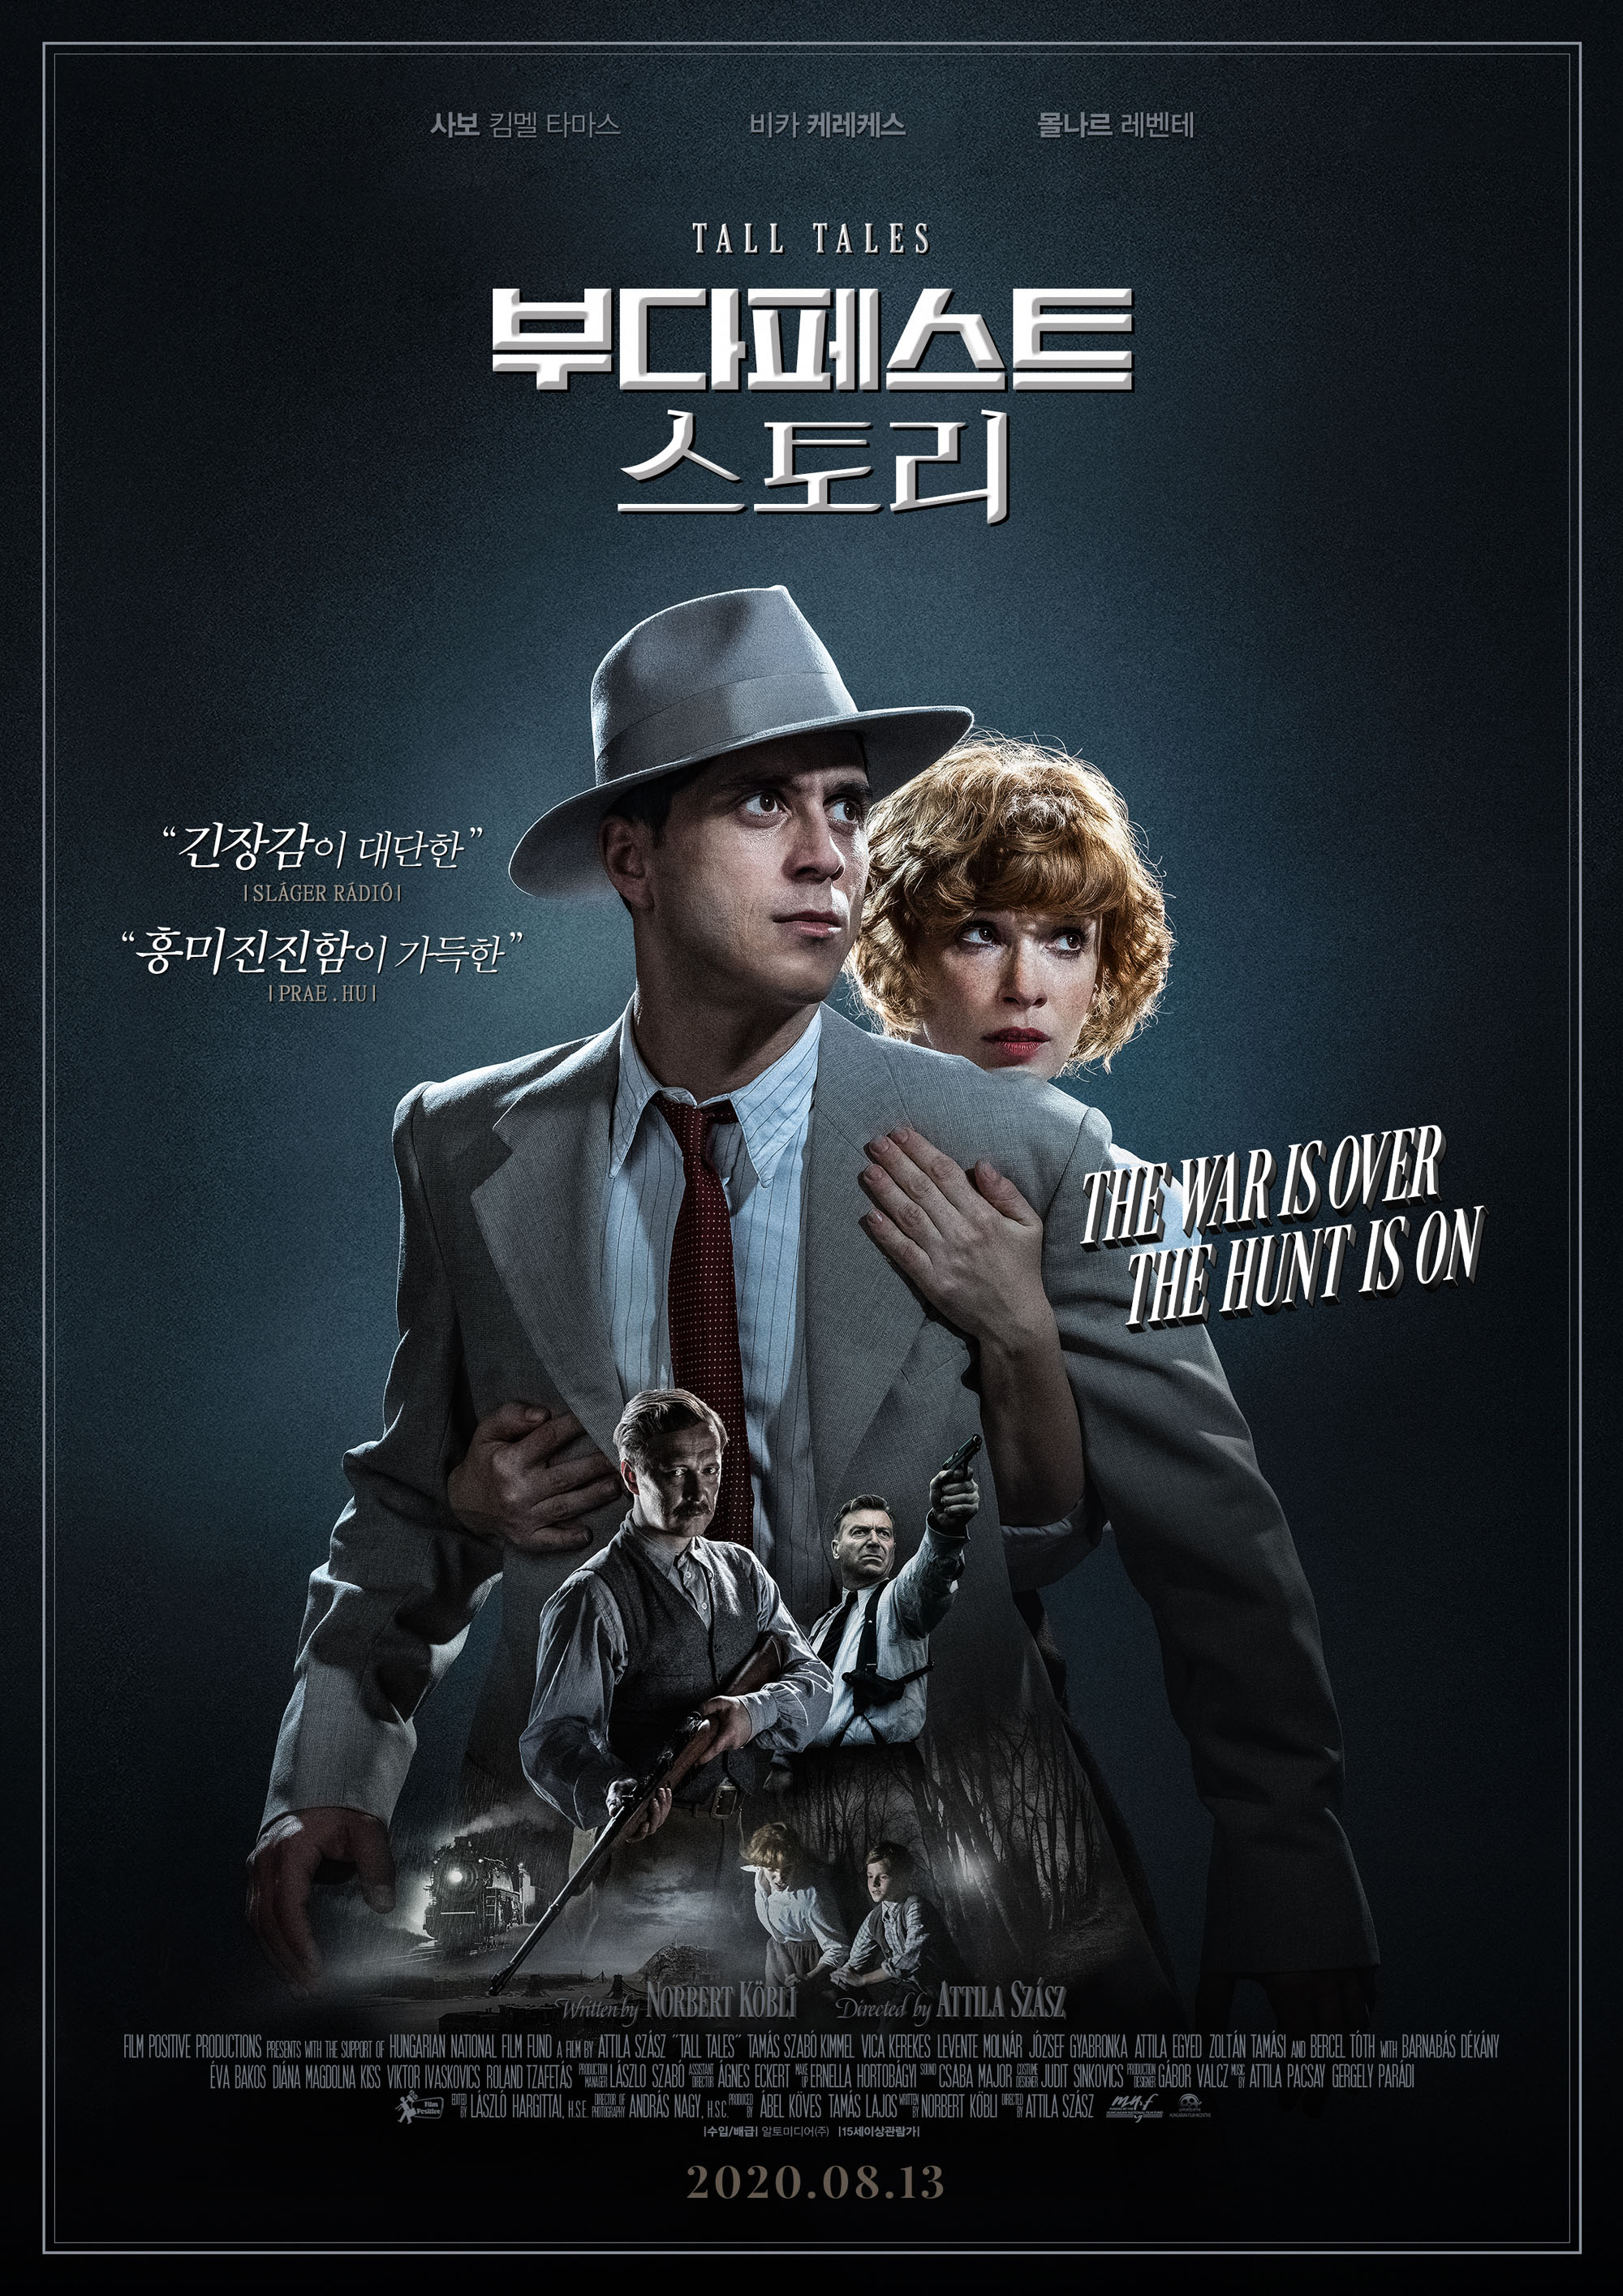 사보 킴멜 타마스 비카 케레케스 몰나르 레벤테
TALL TALES
부다페스트
스토리
“긴장감이 대단한”
|SLÁGER RÁDIÓ|
“흥미진진함이 가득한”
|PRAE.HU|
THE WAR IS OVER
THE HUNT IS ON
Written by NORBERT KÖBLI Directed by ATTILA SZÁSZ
FILM POSITIVE PRODUCTIONS PRESENTS WITH THE SUPPORT OF HUNGARIAN NATIONAL FILM FUND A FILM BY ATTILA SZÁSZ "TALL TALES" TAMÁS SZABÓ KIMMEL VICA KEREKES LEVENTE MOLNÁR JÓZSEF GYABRONKA ATTILA EGYED ZOLTÁN TAMÁSI AND BERCEL TÓTH WITH BARNABÁS DÉKÁNY
ÉVA BAKOS DIÁNA MAGDOLNA KISS VIKTOR IVASKOVICS ROLAND TZAFETÁS PRODUCTION MANAGER LÁSZLO SZABÓ ASSISTANT DIRECTOR ÁGNES ECKERT MAKE UP ERNELLA HORTOBÁGYI SOUND CSABA MAJOR COSTUME DESIGNER JUDIT SINKOVICS PRODUCTION DESIGNER GÁBOR VALCZ MUSIC BY ATTILA PACSAY GERGELY PARÁDI
Film Positive EDITED BY LÁSZLÓ HARGITTAI, H.S.E. DIRECTOR OF PHOTOGRAPHY ANDRÁS NAGY, H.S.C. PRODUCED BY ÁBEL KÖVES TAMÁS LAJOS WRITTEN BY NORBERT KÖBLI DIRECTED BY ATTILA SZÁSZ mnf
|수입/배급| 알토미디어(주) |15세이상관람가|
2020.08.13